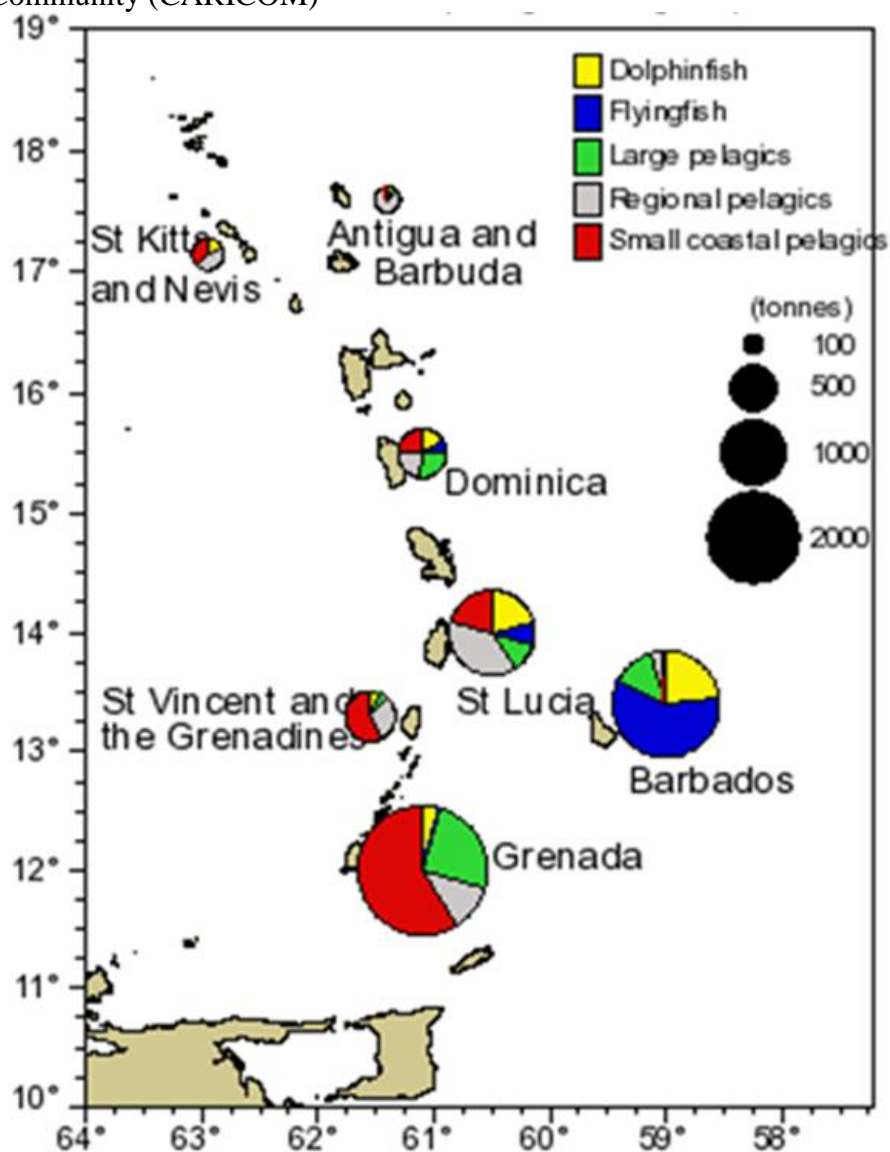 Community (CARICOM)
19°
Dolphinfish
Flyingfish
Large pelagics
Regional pelagics
Small coastal pelagics
18°
St Kitts
and Nevis
Antigua and
Barbuda
17°
(tonnes)
100
500
1000
2000
16°
Dominica
15°
14°
St Vincent and
the Grenadines
St Lucia
13°
Barbados
12°
Grenada
11°
10°
64° 63° 62° 61° 60° 59° 58°